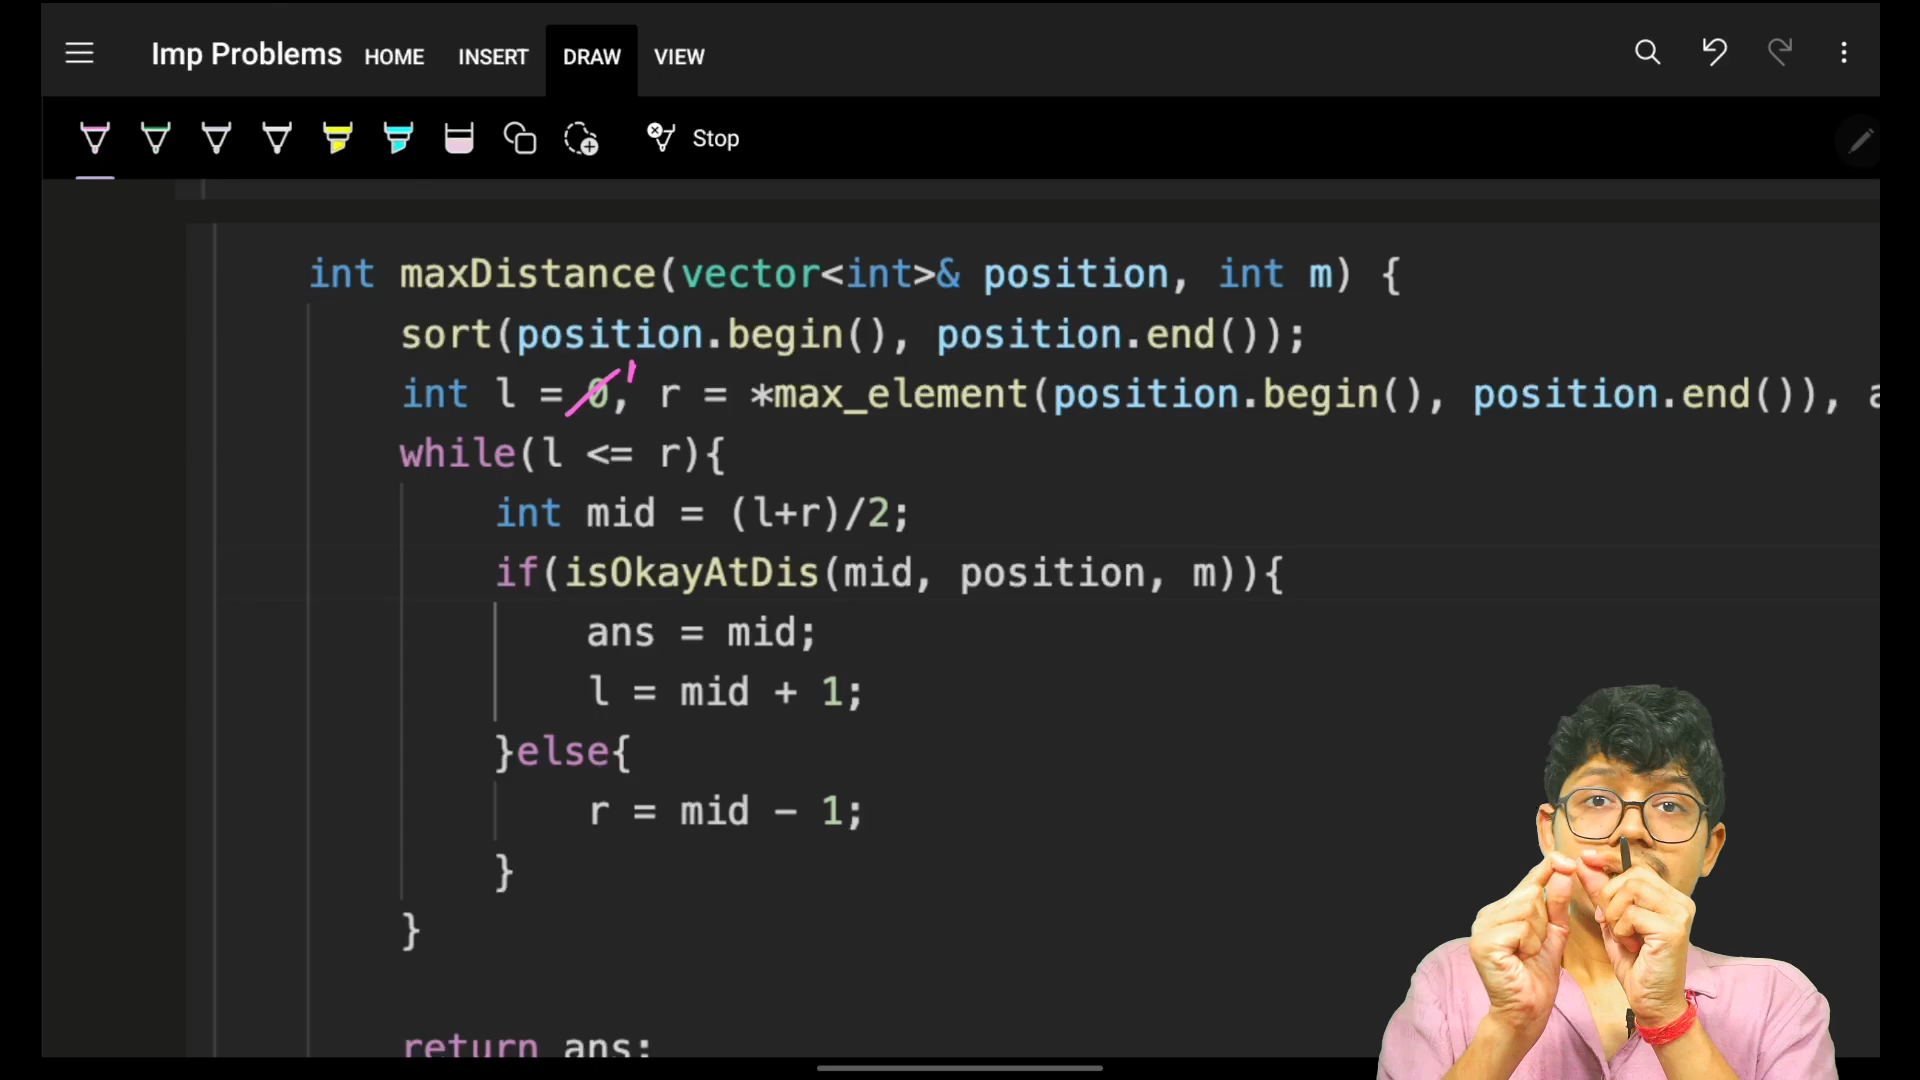 Imp Problems HOME INSERT DRAW VIEW
Stop
int maxDistance(vector<int>& position, int m) {
sort(position.begin(), position.end());
int l = 0, r = *max_element(position.begin(), position.end()), a
1
while(l <= r){
int mid = (l+r)/2;
if(isOkayAtDis(mid, position, m)){
ans = mid;
l = mid + 1;
}else{
r = mid - 1;
}
}
return ans;